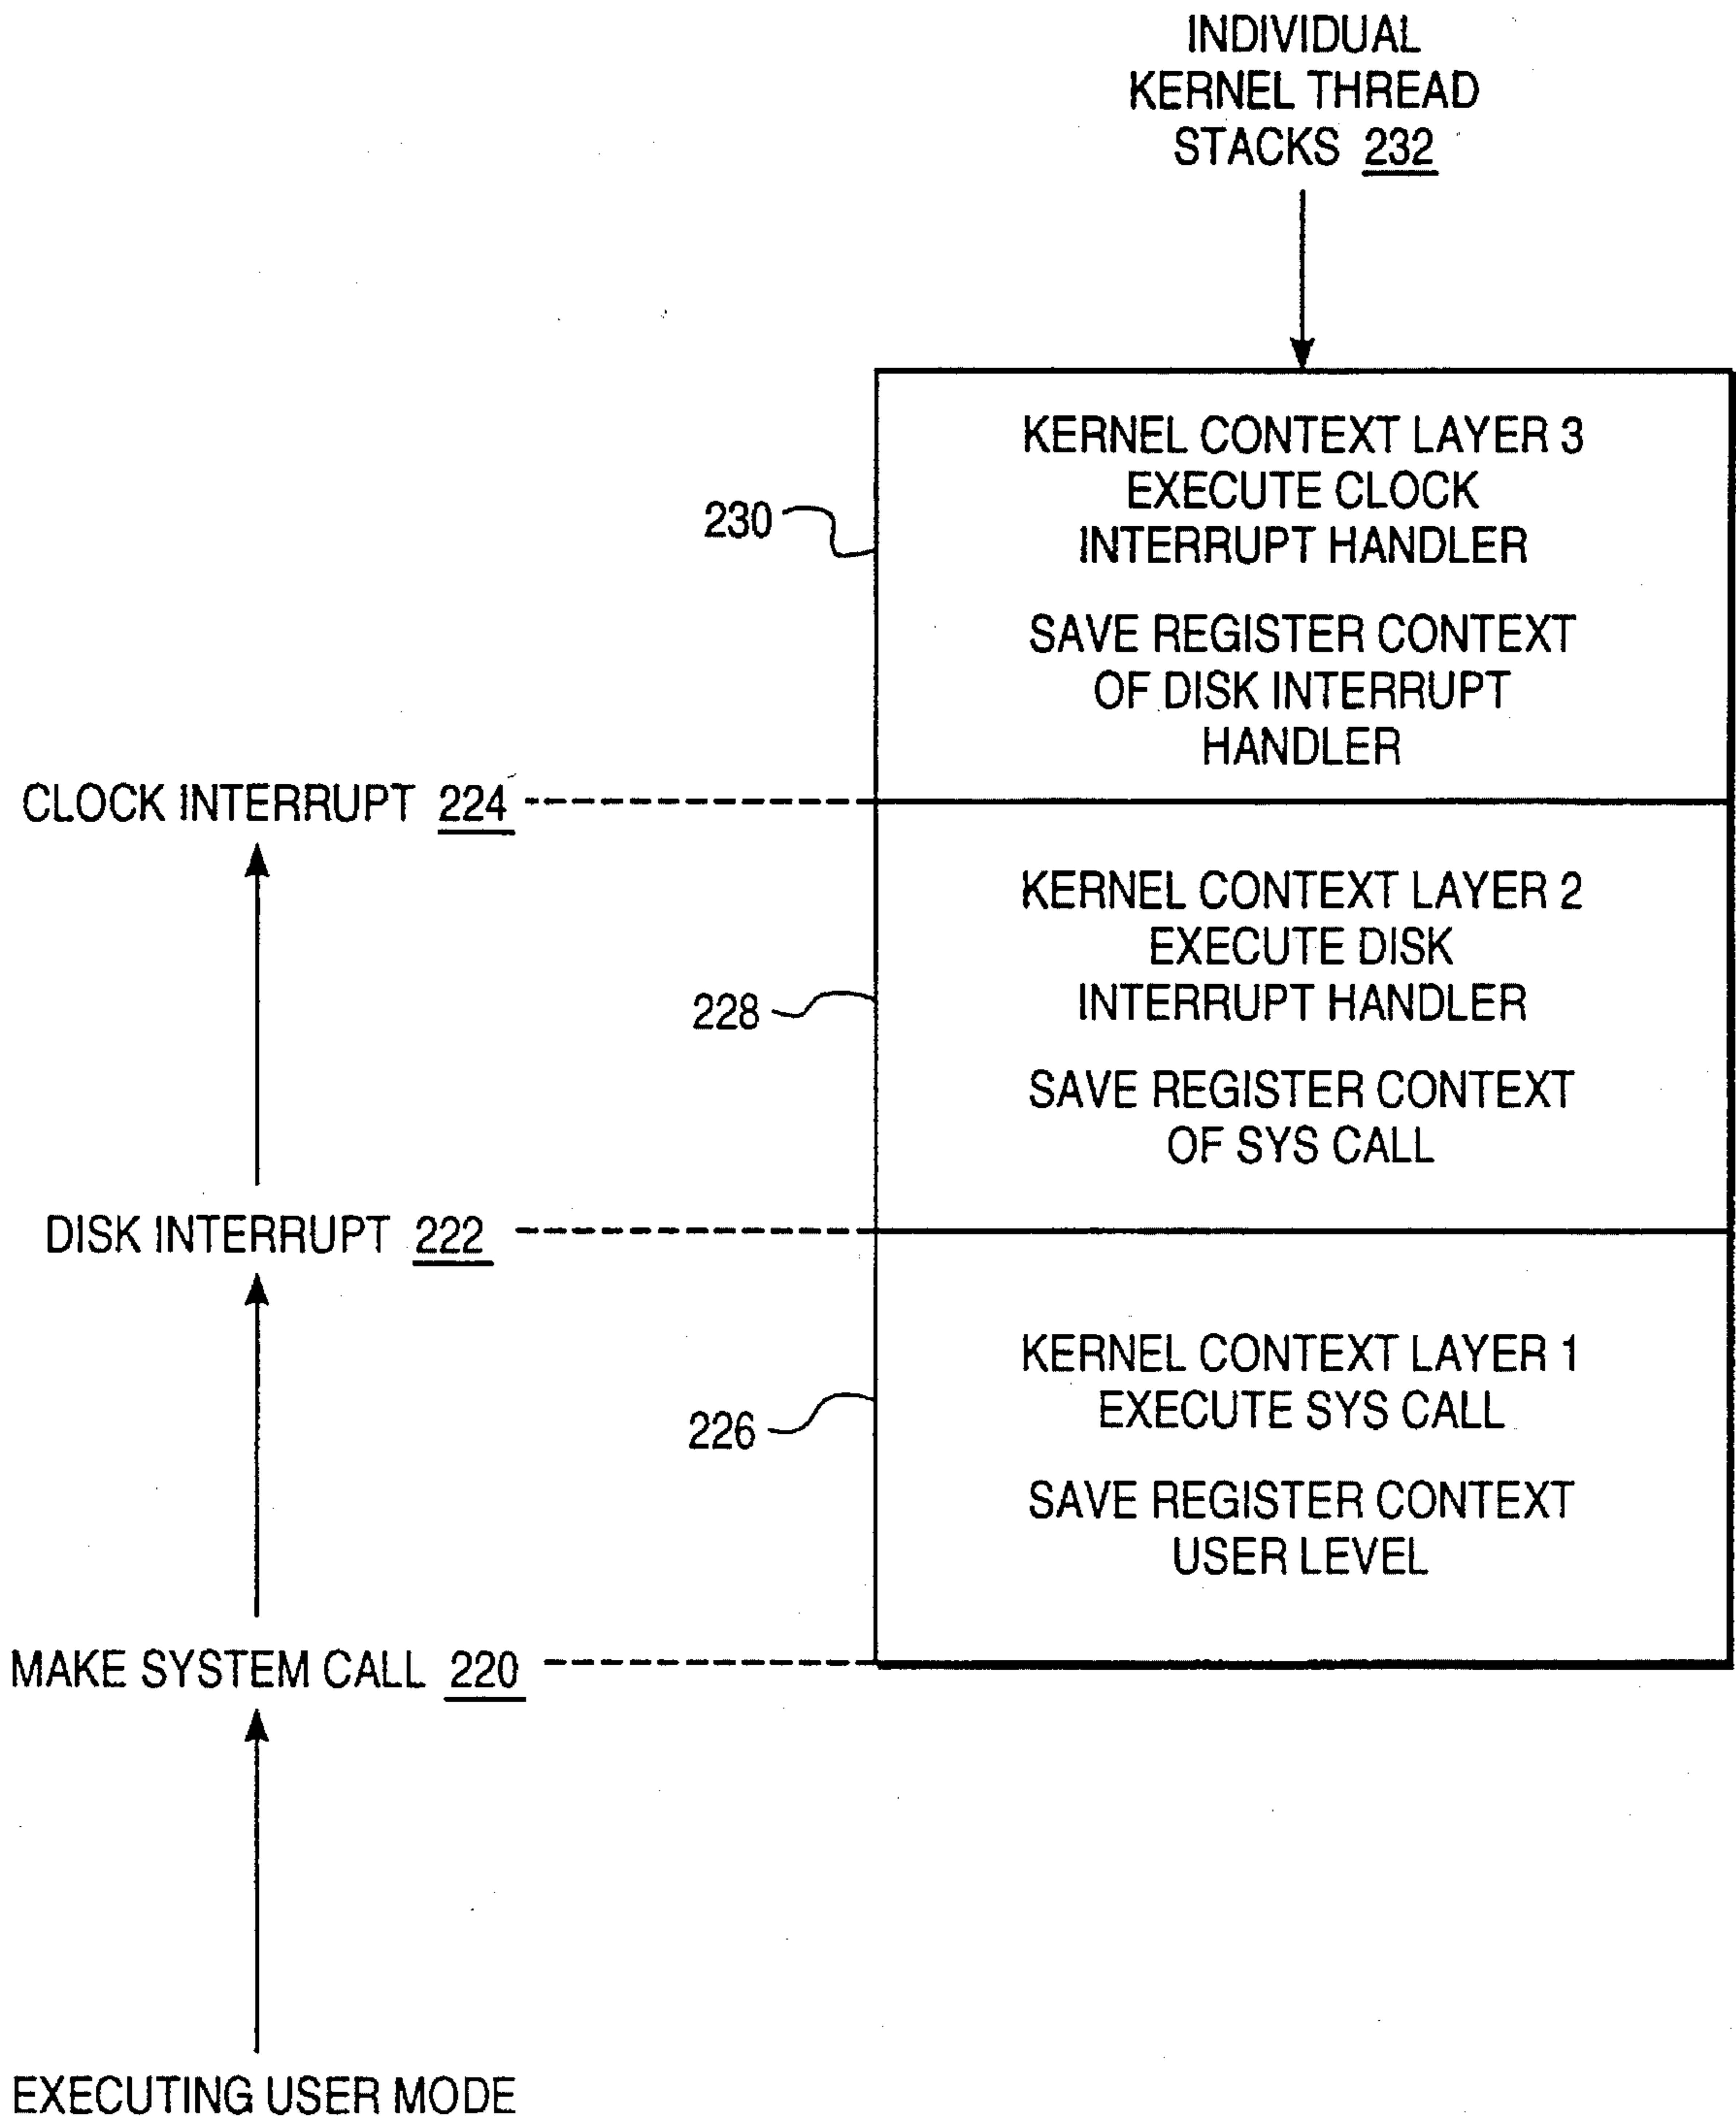 INDIVIDUAL
KERNEL THREAD
STACKS 232
KERNEL CONTEXT LAYER 3
EXECUTE CLOCK
INTERRUPT HANDLER
230
SAVE REGISTER CONTEXT
OF DISK INTERRUPT
HANDLER
CLOCK INTERRUPT 224
KERNEL CONTEXT LAYER 2
EXECUTE DISK
INTERRUPT HANDLER
228
SAVE REGISTER CONTEXT
OF SYS CALL
DISK INTERRUPT 222
KERNEL CONTEXT LAYER 1
EXECUTE SYS CALL
226
SAVE REGISTER CONTEXT
USER LEVEL
MAKE SYSTEM CALL 220
EXECUTING USER MODE